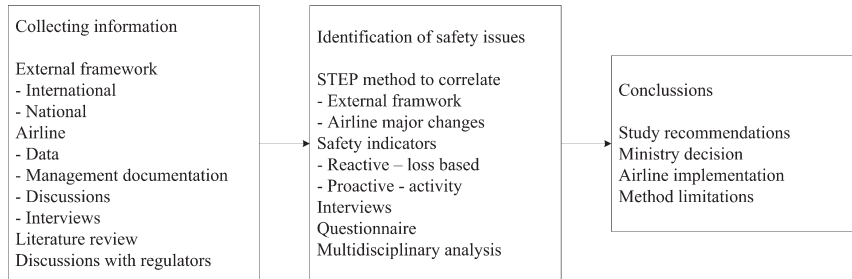 Collecting information
External framework
- International
- National
Airline
- Data
- Management documentation
- Discussions
- Interviews
Literature review
Discussions with regulators
Identification of safety issues
STEP method to correlate
- External framwork
- Airline major changes
Safety indicators
- Reactive – loss based
- Proactive - activity
Interviews
Questionnaire
Multidisciplinary analysis
Conclussions
Study recommendations
Ministry decision
Airline implementation
Method limitations